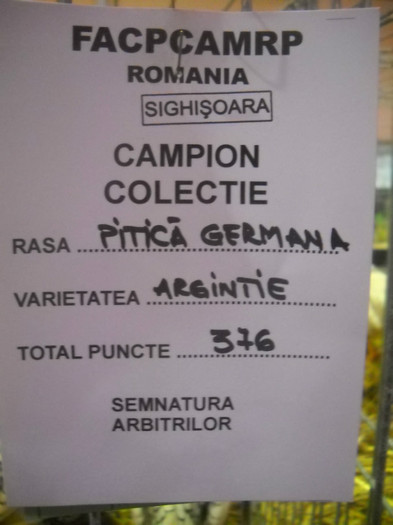 FACPCAMRP
ROMANIA
SIGHIŞOARA
CAMPION
COLECTIE
RASA PITICĂ GERMANA
VARIETATEA ARGINTIE
TOTAL PUNCTE 376
SEMNATURA
ARBITRILOR